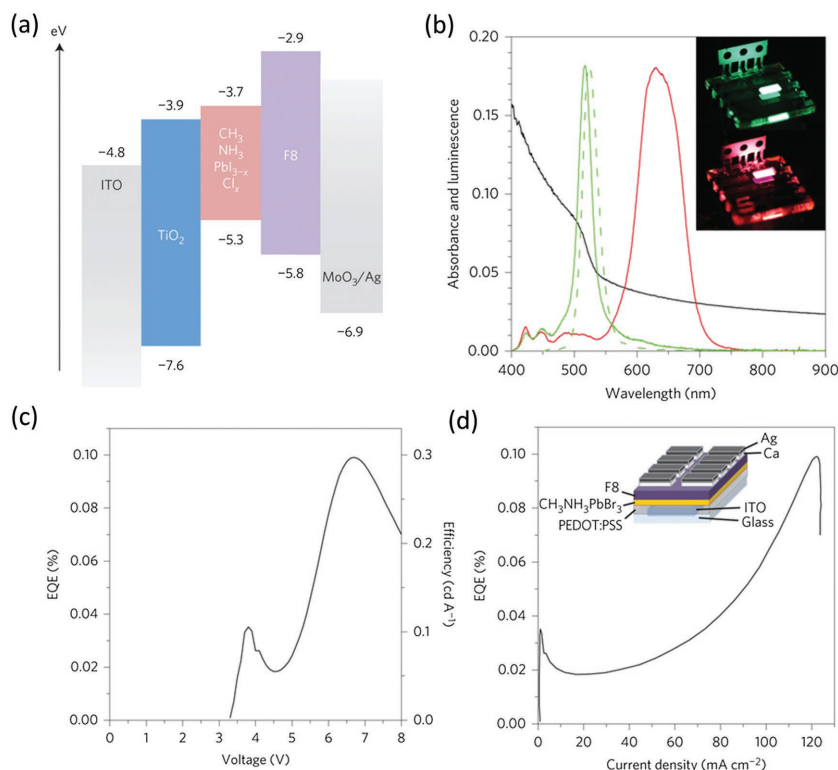 (a)
eV
−2.9
−3.9
−3.7
−4.8
ITO
CH3
NH3
PbI3−x
Clx
F8
TiO2
−5.3
−5.8
MoO3/Ag
−6.9
−7.6
(b)
0.20
0.15
0.10
0.05
0.00
Absorbance and luminescence
400
500
600
700
800
900
Wavelength (nm)
(c)
0.10
0.08
0.06
0.04
0.02
0.00
EQE (%)
0.3
0.2
0.1
0.0
Efficiency (cd A−1)
0
1
2
3
4
5
6
7
8
Voltage (V)
(d)
0.10
0.08
0.06
0.04
0.02
0.00
EQE (%)
Ag
Ca
F8
CH3NH3PbBr3
PEDOT:PSS
ITO
Glass
0
20
40
60
80
100
120
Current density (mA cm−2)